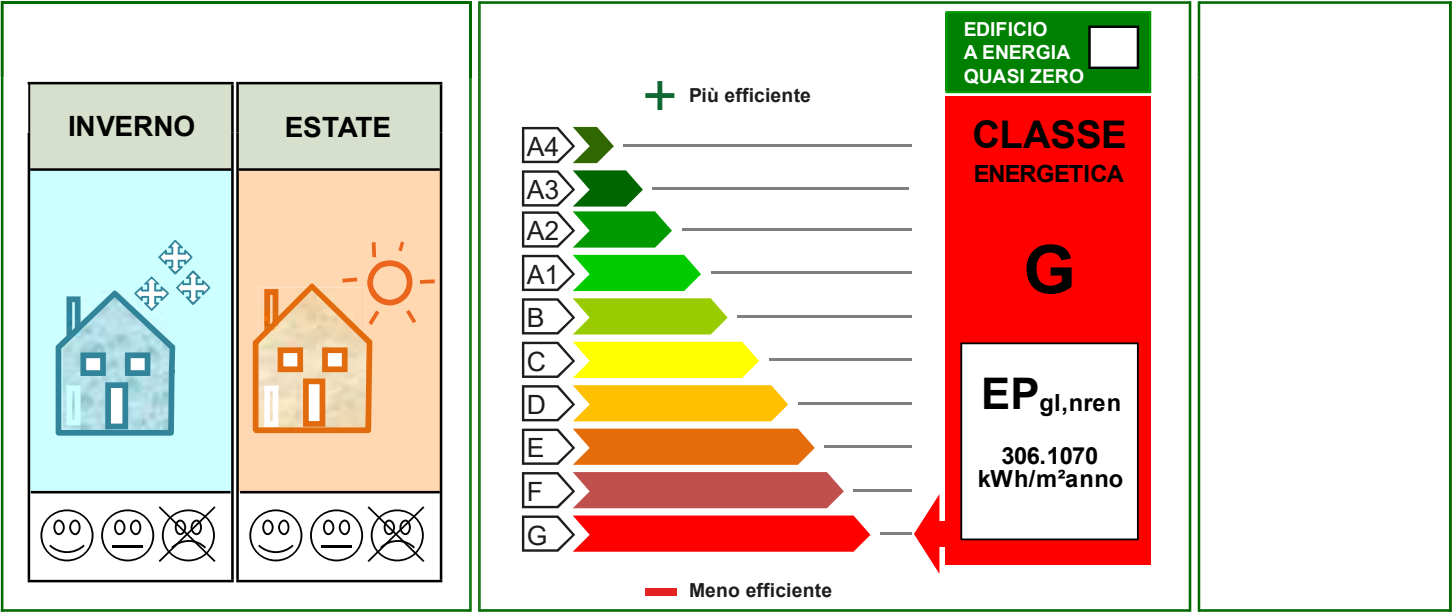 INVERNO
ESTATE
Più efficiente
A4
A3
A2
A1
B
C
D
E
F
G
Meno efficiente
EDIFICIO
A ENERGIA
QUASI ZERO
CLASSE
ENERGETICA
G
EPgl,nren
306.1070
kWh/m²anno